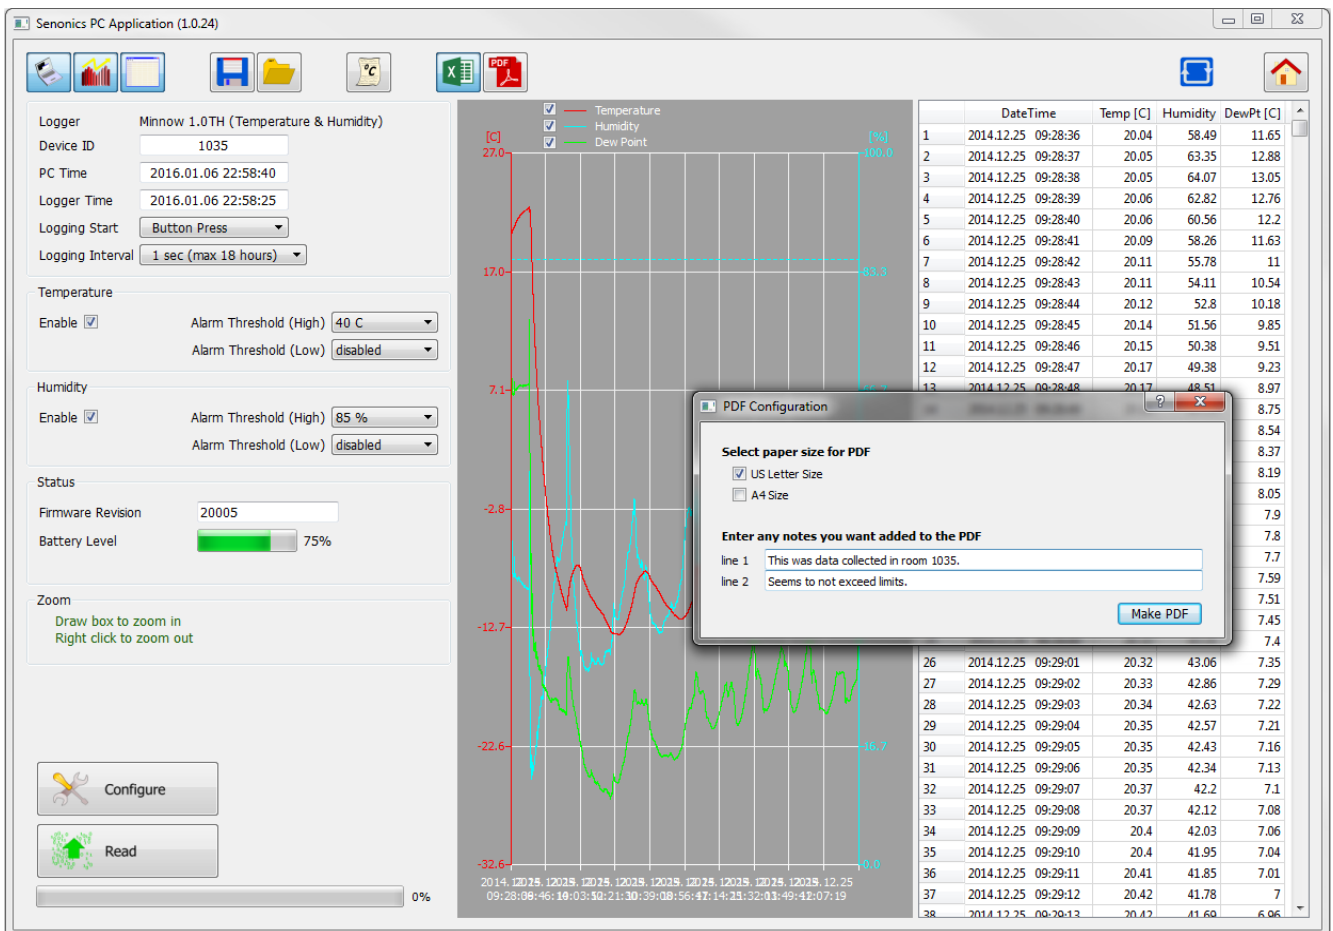 Senonics PC Application (1.0.24)
°C
X
PDF
Logger Minnow 1.0TH (Temperature & Humidity)
Device ID 1035
PC Time 2016.01.06 22:58:40
Logger Time 2016.01.06 22:58:25
Logging Start Button Press
Logging Interval 1 sec (max 18 hours)
Temperature
Enable Alarm Threshold (High) 40 C
Alarm Threshold (Low) disabled
Humidity
Enable Alarm Threshold (High) 85 %
Alarm Threshold (Low) disabled
Status
Firmware Revision 20005
Battery Level 75%
Zoom
Draw box to zoom in
Right click to zoom out
Configure
Read
0%
Temperature
Humidity
Dew Point
[C] [%]
27.0 100.0
17.0 83.3
7.1
-2.8
-12.7
-22.6 16.7
-32.6 0.0
DateTime Temp [C] Humidity DewPt [C]
1 2014.12.25 09:28:36 20.04 58.49 11.65
2 2014.12.25 09:28:37 20.05 63.35 12.88
3 2014.12.25 09:28:38 20.05 64.07 13.05
4 2014.12.25 09:28:39 20.06 62.82 12.76
5 2014.12.25 09:28:40 20.06 60.56 12.2
6 2014.12.25 09:28:41 20.09 58.26 11.63
7 2014.12.25 09:28:42 20.11 55.78 11
8 2014.12.25 09:28:43 20.11 54.11 10.54
9 2014.12.25 09:28:44 20.12 52.8 10.18
10 2014.12.25 09:28:45 20.14 51.56 9.85
11 2014.12.25 09:28:46 20.15 50.38 9.51
12 2014.12.25 09:28:47 20.17 49.38 9.23
13 2014.12.25 09:28:48 20.17 48.51 8.97
8.75
8.54
8.37
8.19
8.05
7.9
7.8
7.7
7.59
7.51
7.45
7.4
26 2014.12.25 09:29:01 20.32 43.06 7.35
27 2014.12.25 09:29:02 20.33 42.86 7.29
28 2014.12.25 09:29:03 20.34 42.63 7.22
29 2014.12.25 09:29:04 20.35 42.57 7.21
30 2014.12.25 09:29:05 20.35 42.43 7.16
31 2014.12.25 09:29:06 20.35 42.34 7.13
32 2014.12.25 09:29:07 20.37 42.2 7.1
33 2014.12.25 09:29:08 20.37 42.12 7.08
34 2014.12.25 09:29:09 20.4 42.03 7.06
35 2014.12.25 09:29:10 20.4 41.95 7.04
36 2014.12.25 09:29:11 20.41 41.85 7.01
37 2014.12.25 09:29:12 20.42 41.78 7
38 2014.12.25 09:29:13 20.42 41.69 6.96
PDF Configuration
Select paper size for PDF
US Letter Size
A4 Size
Enter any notes you want added to the PDF
line 1 This was data collected in room 1035.
line 2 Seems to not exceed limits.
Make PDF